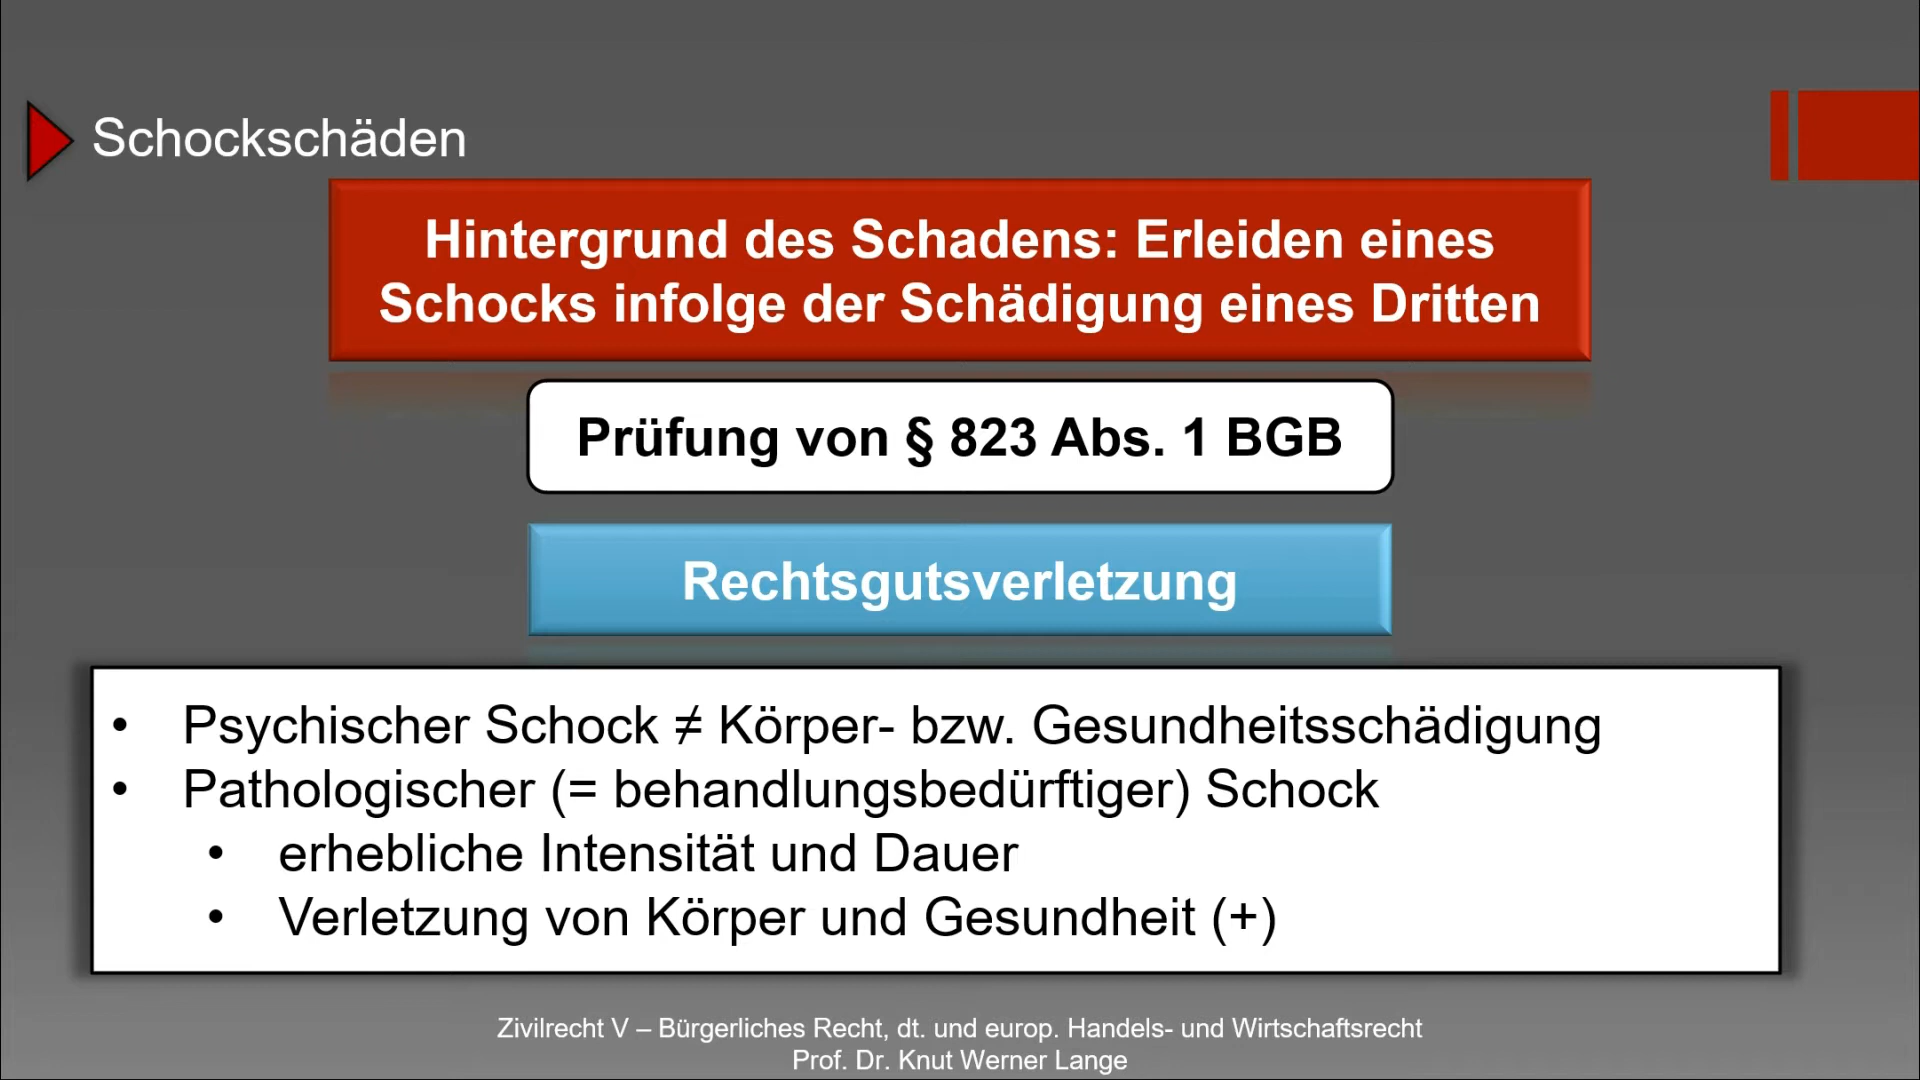 Schockschäden
Hintergrund des Schadens: Erleiden eines
Schocks infolge der Schädigung eines Dritten
Prüfung von § 823 Abs. 1 BGB
Rechtsgutsverletzung
• Psychischer Schock ≠ Körper- bzw. Gesundheitsschädigung
• Pathologischer (= behandlungsbedürftiger) Schock
• erhebliche Intensität und Dauer
• Verletzung von Körper und Gesundheit (+)
Zivilrecht V – Bürgerliches Recht, dt. und europ. Handels- und Wirtschaftsrecht
Prof. Dr. Knut Werner Lange